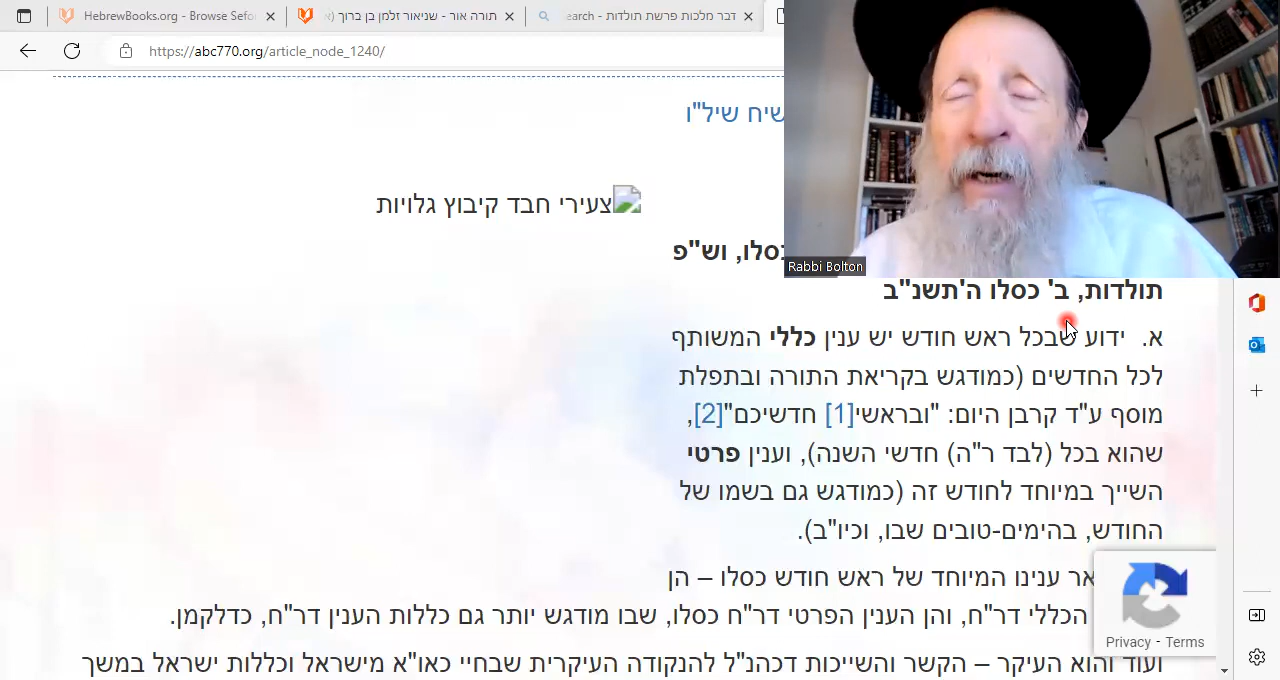 HebrewBooks.org - Browse Sefo
תורה אור - שניאור זלמן בן ברוך (א
דבר מלכות פרשת תולדות - earch
https://abc770.org/article_node_1240/
שיח שיל"ו
צעירי חבד קיבוץ גלויות
Rabbi Bolton
כסלו, וש"פ
תולדות, ב' כסלו ה'תשנ"ב
א. ידוע שבכל ראש חודש יש ענין כללי המשותף
לכל החדשים (כמודגש בקריאת התורה ובתפלת
מוסף ע"ד קרבן היום: "ובראשי[1] חדשיכם"[2],
שהוא בכל (לבד ר"ה) חדשי השנה), וענין פרטי
השייך במיוחד לחודש זה (כמודגש גם בשמו של
החודש, בהימים-טובים שבו, וכיו"ב).
אר ענינו המיוחד של ראש חודש כסלו – הן
הכללי דר"ח, והן הענין הפרטי דר"ח כסלו, שבו מודגש יותר גם כללות הענין דר"ח, כדלקמן.
Privacy - Terms
ועוד והוא העיקר – הקשר והשייכות דכהנ"ל להנקודה העיקרית שבחיי כאו"א מישראל וכללות ישראל במשך